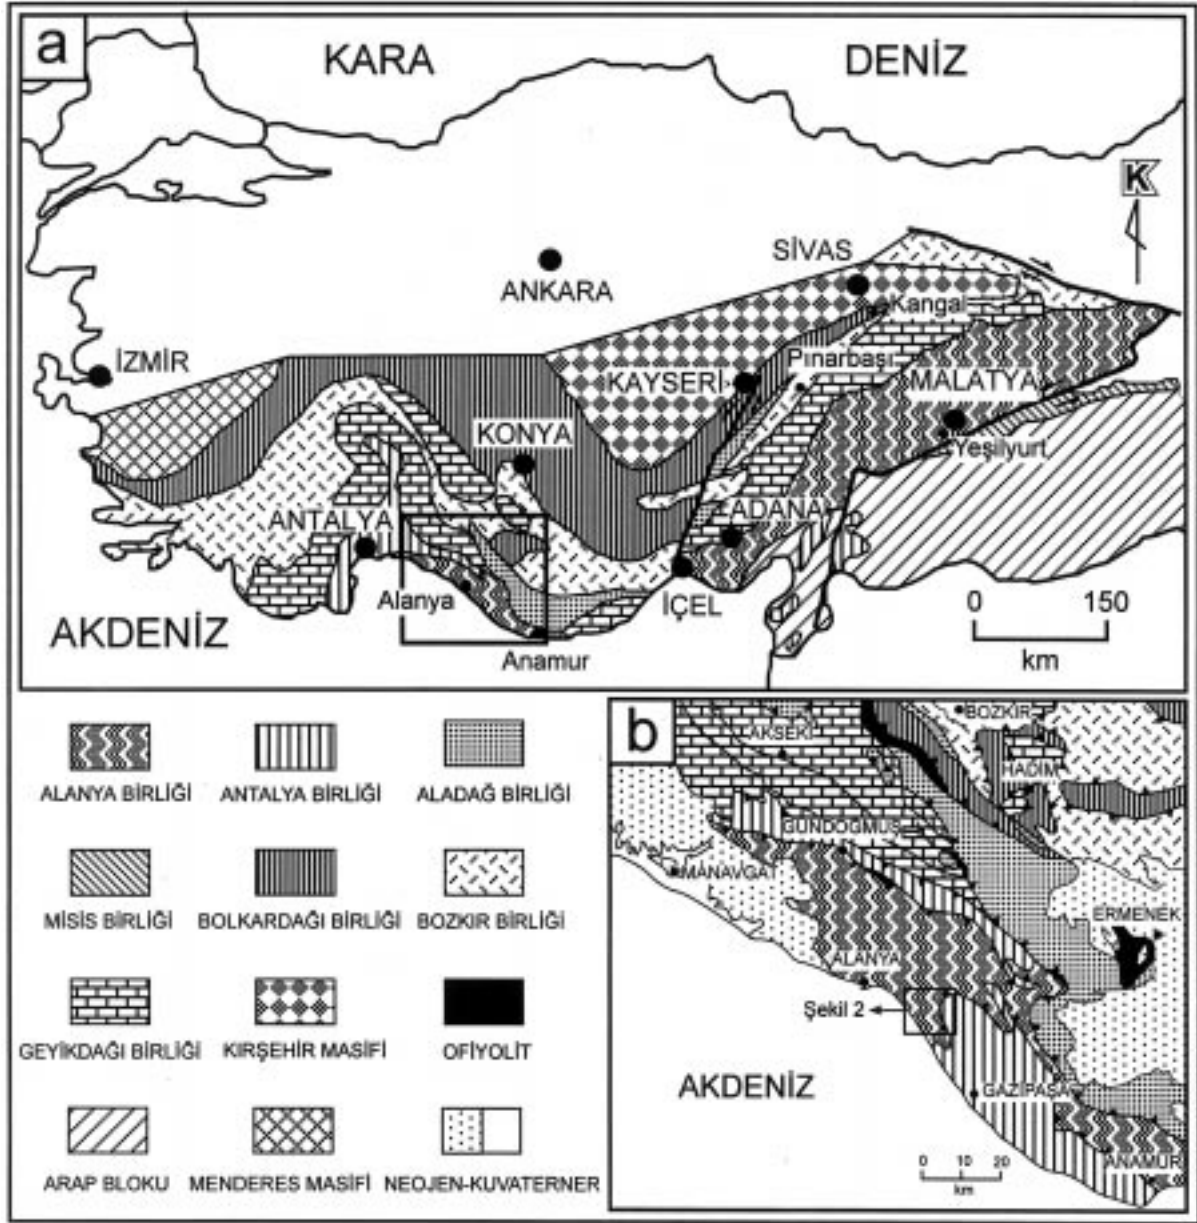 a
KARA DENİZ
K
SİVAS
ANKARA
Kangal
İZMİR
Pınarbaşı
KAYSERİ
MALATYA
KONYA
Yeşilyurt
ANTALYA
ADANA
Alanya
İÇEL
0 150
km
AKDENİZ
Anamur
ALANYA BİRLİĞİ
ANTALYA BİRLİĞİ
ALADAĞ BİRLİĞİ
MİSİS BİRLİĞİ
BOLKARDAĞI BİRLİĞİ
BOZKIR BİRLİĞİ
GEYİKDAĞI BİRLİĞİ
KIRŞEHİR MASİFİ
OFİYOLİT
ARAP BLOKU
MENDERES MASİFİ
NEOJEN-KUVATERNER
b
BOZKIR
AKSEKİ
HADIM
GÜNDOĞMUŞ
MANAVGAT
ERMENEK
ALANYA
Şekil 2
AKDENİZ
GAZİPAŞA
0 10 20
km
ANAMUR